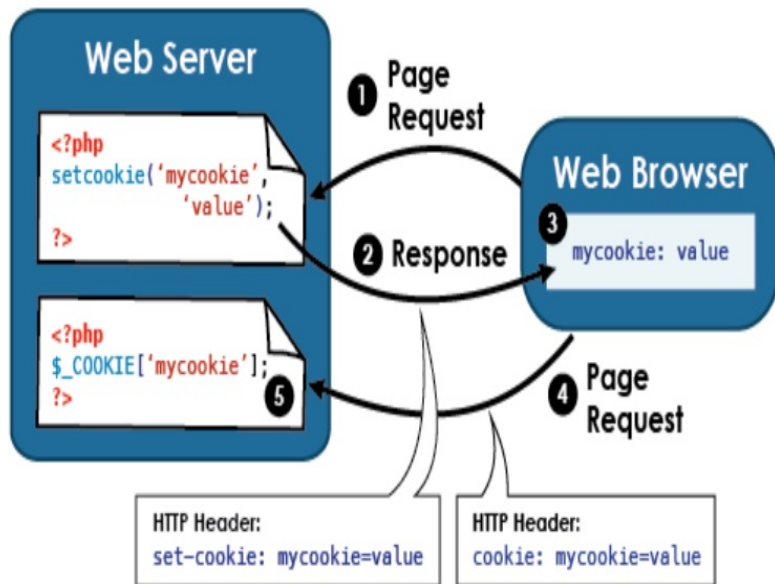 Web Server
<?php
setcookie(‘mycookie’,
‘value’);
?>
<?php
$_COOKIE[‘mycookie’];
?>
5
1 Page
Request
2 Response
Web Browser
3
mycookie: value
4 Page
Request
HTTP Header:
set-cookie: mycookie=value
HTTP Header:
cookie: mycookie=value